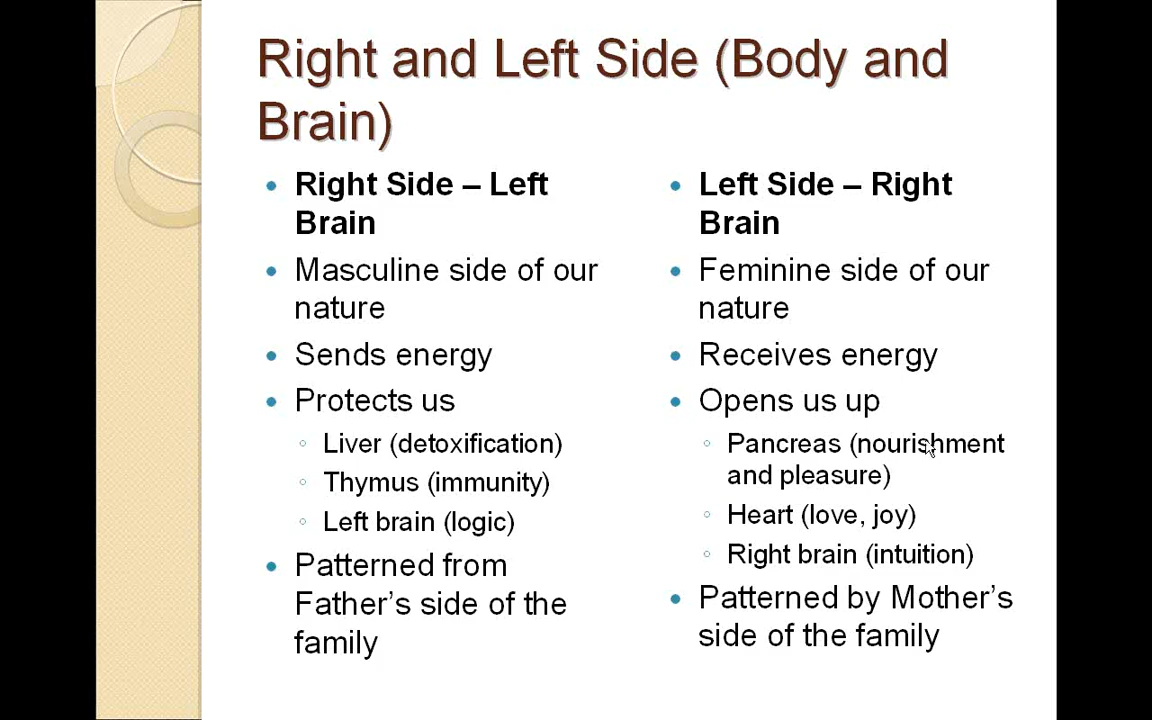 Right and Left Side (Body and
Brain)
Right Side – Left
Brain
Masculine side of our
nature
Sends energy
Protects us
Liver (detoxification)
Thymus (immunity)
Left brain (logic)
Patterned from
Father’s side of the
family
Left Side – Right
Brain
Feminine side of our
nature
Receives energy
Opens us up
Pancreas (nourishment
and pleasure)
Heart (love, joy)
Right brain (intuition)
Patterned by Mother’s
side of the family